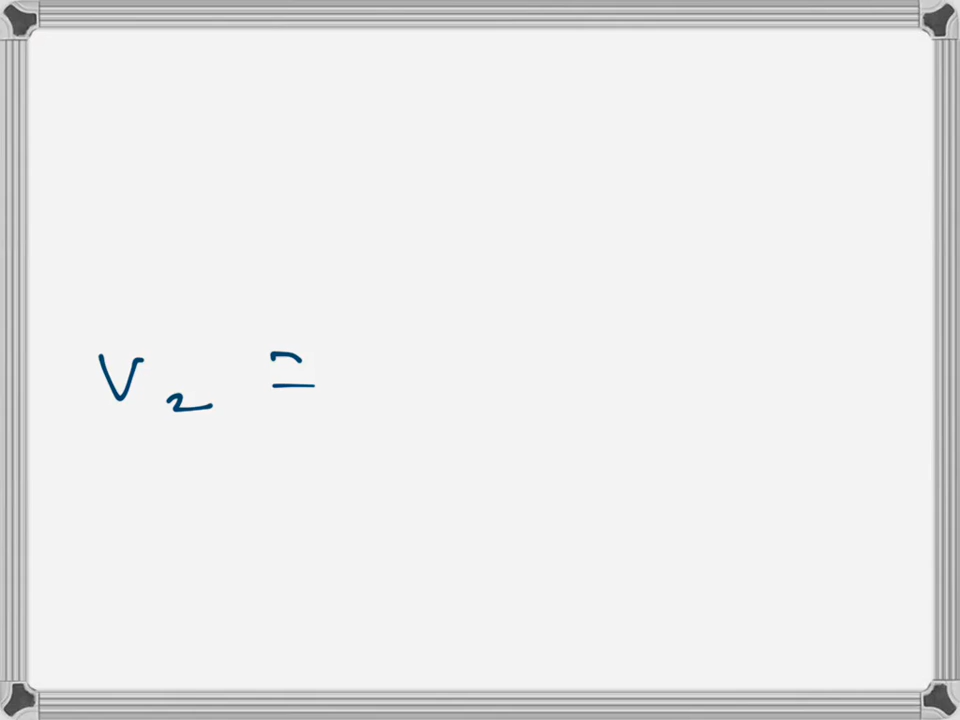 v₂ =